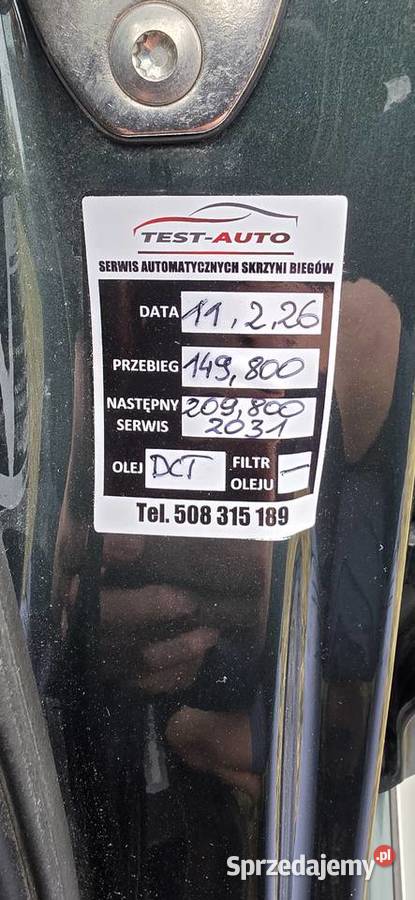 TEST-AUTO
SERWIS AUTOMATYCZNYCH SKRZYNI BIEGÓW
DATA 11,2,26
PRZEBIEG 149,800
NASTĘPNY SERWIS 209,800 2031
OLEJ DCT FILTR OLEJU —
Tel. 508 315 189
Sprzedajemy.pl